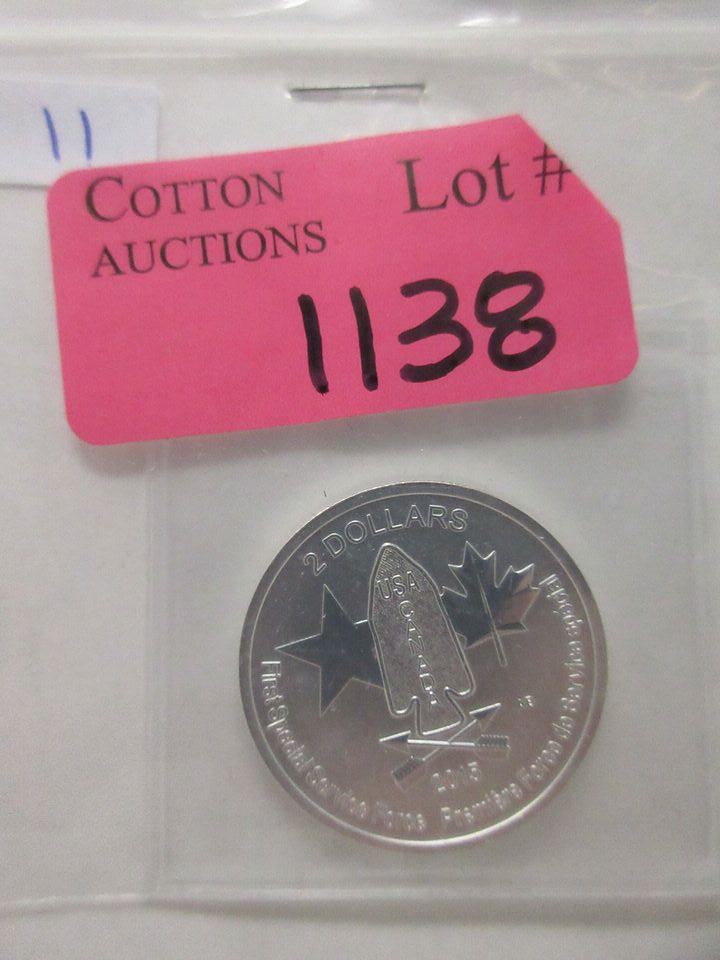 11
COTTON
AUCTIONS
Lot #
1138
2 DOLLARS
USA
CANADA
2015
First Special Service Force
Première Force de Service spécial